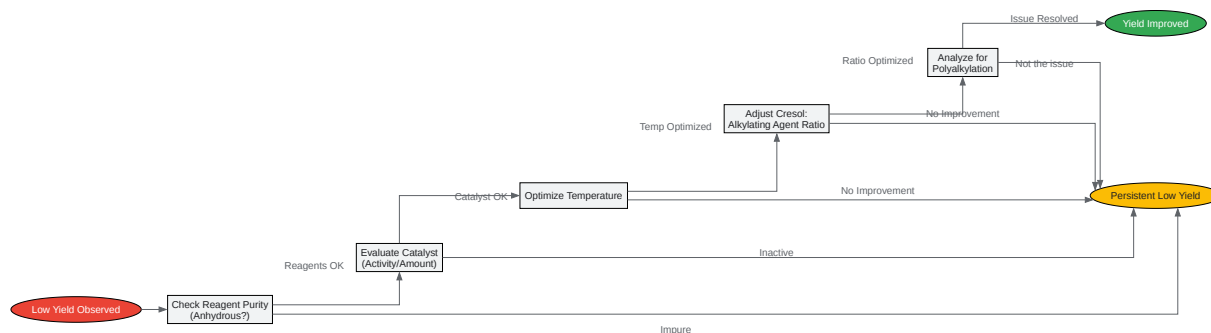 Issue Resolved
Yield Improved
Ratio Optimized
Analyze for
Polyalkylation
Not the issue
Temp Optimized
Adjust Cresol:
Alkylating Agent Ratio
No Improvement
Catalyst OK
Optimize Temperature
No Improvement
Persistent Low Yield
Reagents OK
Evaluate Catalyst
(Activity/Amount)
Inactive
Low Yield Observed
Check Reagent Purity
(Anhydrous?)
Impure